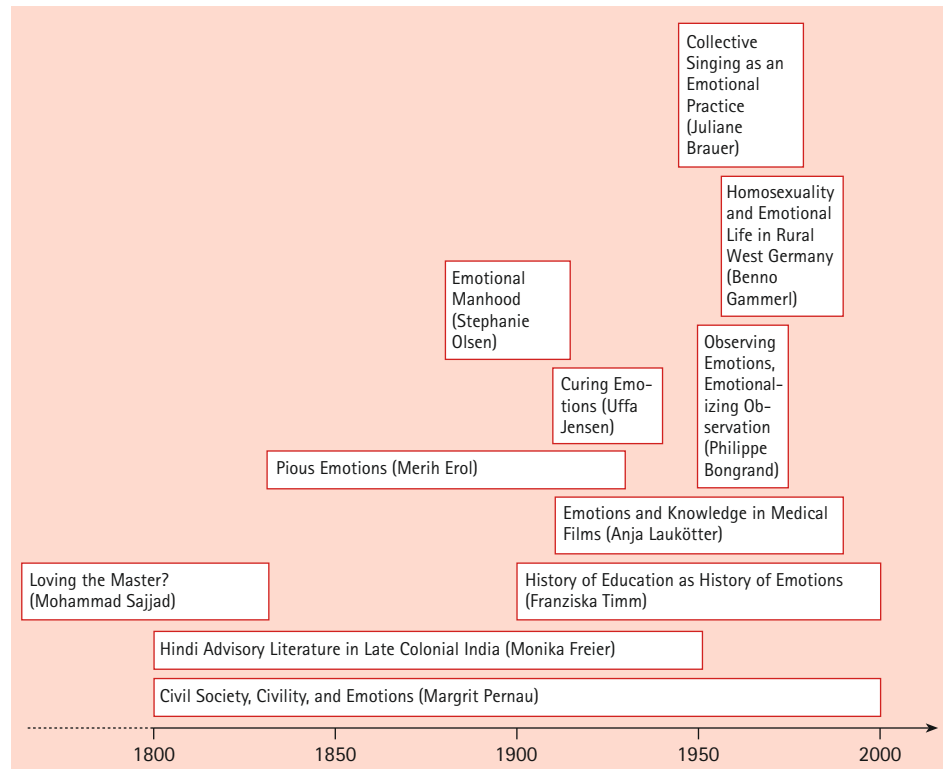 Collective
Singing as an
Emotional
Practice
(Juliane
Brauer)
Homosexuality
and Emotional
Life in Rural
West Germany
(Benno
Gammerl)
Emotional
Manhood
(Stephanie
Olsen)
Observing
Emotions,
Emotional-
izing Ob-
servation
(Philippe
Bongrand)
Curing Emo-
tions (Uffa
Jensen)
Pious Emotions (Merih Erol)
Emotions and Knowledge in Medical
Films (Anja Laukötter)
Loving the Master?
(Mohammad Sajjad)
History of Education as History of Emotions
(Franziska Timm)
Hindi Advisory Literature in Late Colonial India (Monika Freier)
Civil Society, Civility, and Emotions (Margrit Pernau)
1800 1850 1900 1950 2000